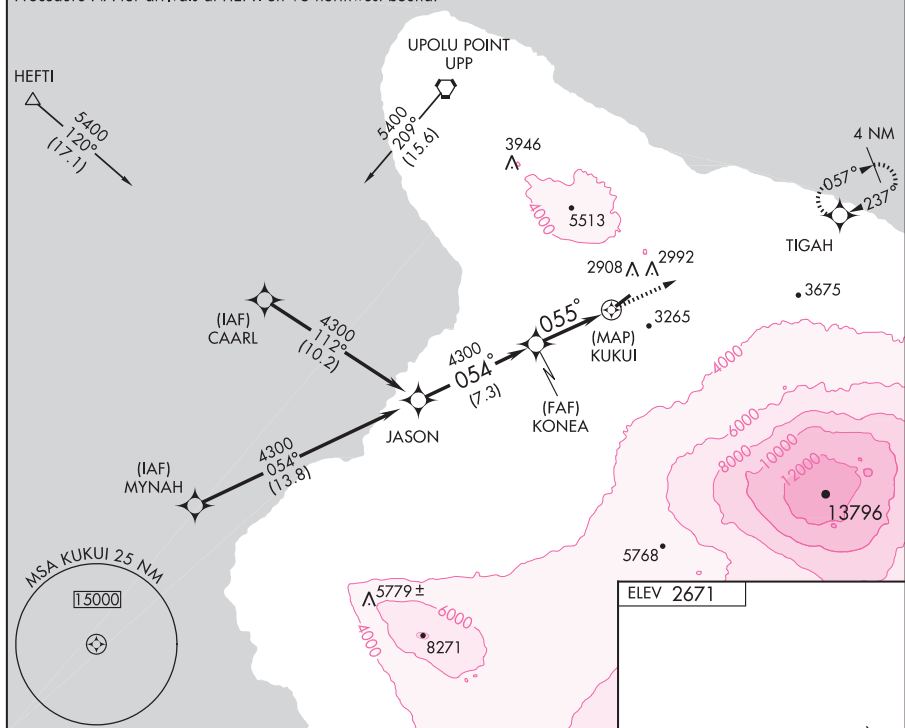 HEFTI
5400
120°
(17.1)
UPOLU POINT
UPP
5400
209°
(15.6)
3946
4000
5513
4 NM
057°
237°
TIGAH
2908
2992
3675
3265
(IAF)
CAARL
4300
112°
(10.2)
JASON
4300
054°
(7.3)
055°
(FAF)
KONEA
(MAP)
KUKUI
(IAF)
MYNAH
4300
054°
(13.8)
4000
6000
8000
10000
12000
13796
5768
MSA KUKUI 25 NM
15000
5779 ±
6000
4000
8271
ELEV 2671